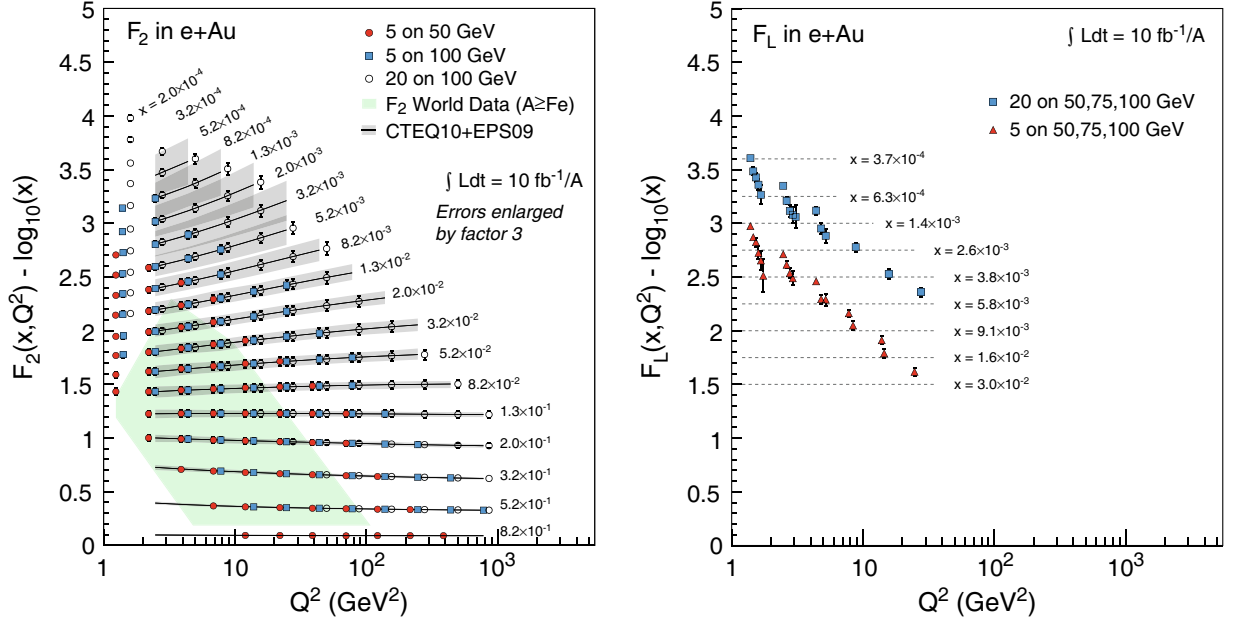 F₂ in e+Au
5 on 50 GeV
5 on 100 GeV
20 on 100 GeV
F₂ World Data (A≥Fe)
CTEQ10+EPS09
∫ Ldt = 10 fb⁻¹/A
Errors enlarged
by factor 3
x = 2.0×10⁻⁴
3.2×10⁻⁴
5.2×10⁻⁴
8.2×10⁻⁴
1.3×10⁻³
2.0×10⁻³
3.2×10⁻³
5.2×10⁻³
8.2×10⁻³
1.3×10⁻²
2.0×10⁻²
3.2×10⁻²
5.2×10⁻²
8.2×10⁻²
1.3×10⁻¹
2.0×10⁻¹
3.2×10⁻¹
5.2×10⁻¹
8.2×10⁻¹
5
4.5
4
3.5
3
2.5
2
1.5
1
0.5
0
F₂(x,Q²) - log₁₀(x)
1 10 10² 10³
Q² (GeV²)
F_L in e+Au
∫ Ldt = 10 fb⁻¹/A
20 on 50,75,100 GeV
5 on 50,75,100 GeV
x = 3.7×10⁻⁴
x = 6.3×10⁻⁴
x = 1.4×10⁻³
x = 2.6×10⁻³
x = 3.8×10⁻³
x = 5.8×10⁻³
x = 9.1×10⁻³
x = 1.6×10⁻²
x = 3.0×10⁻²
5
4.5
4
3.5
3
2.5
2
1.5
1
0.5
0
F_L(x,Q²) - log₁₀(x)
1 10 10² 10³
Q² (GeV²)